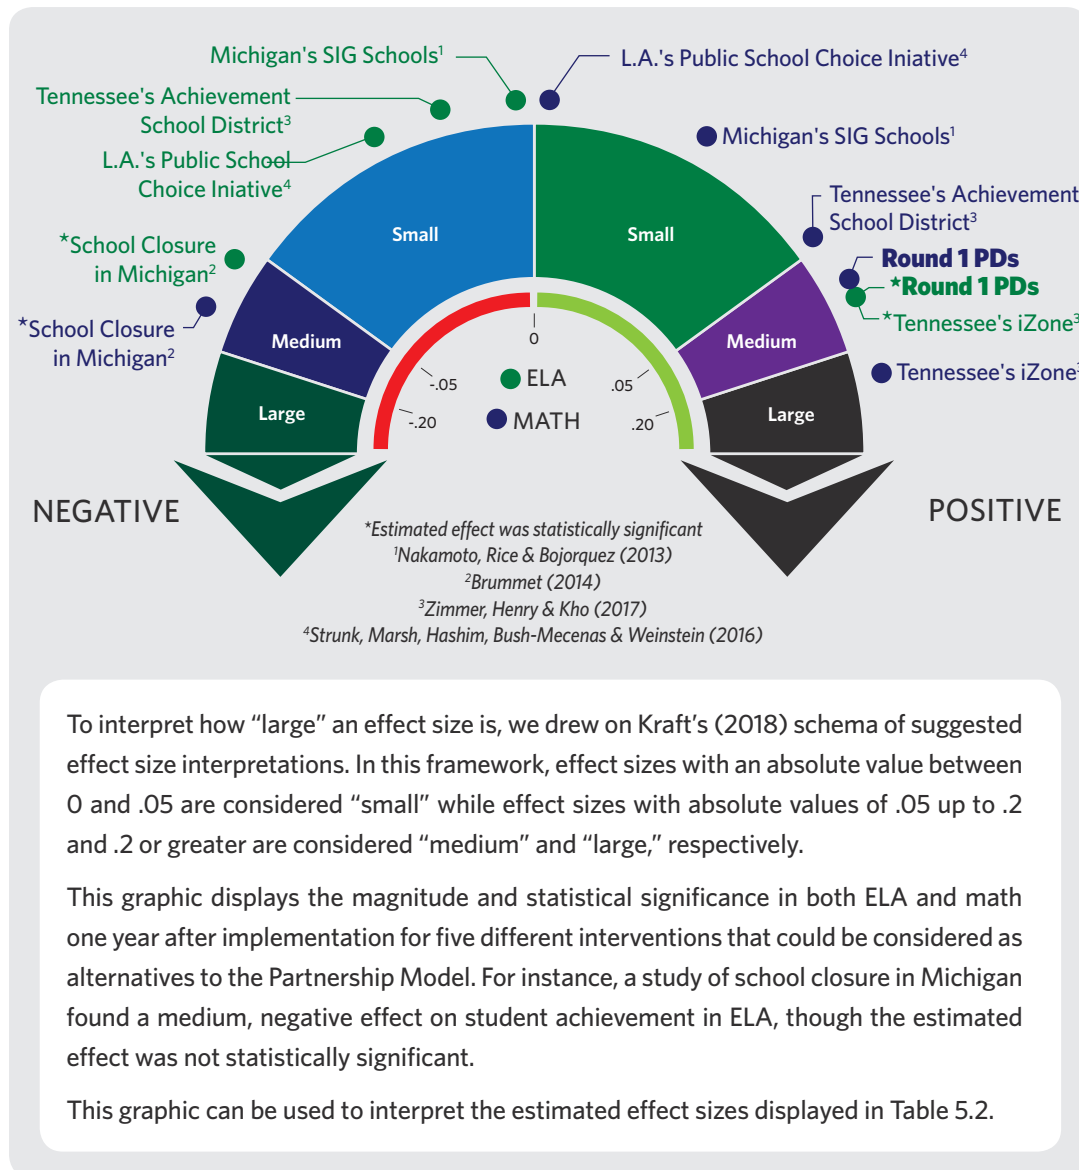 Michigan's SIG Schools¹
L.A.'s Public School Choice Iniative⁴
Tennessee's Achievement
School District³
Michigan's SIG Schools¹
L.A.'s Public School
Choice Iniative⁴
Tennessee's Achievement
School District³
Small
Small
*School Closure
in Michigan²
Round 1 PDs
*Round 1 PDs
*Tennessee's iZone³
*School Closure
in Michigan²
Medium
Medium
0
-.05
ELA
.05
Tennessee's iZone³
Large
Large
-.20
MATH
.20
NEGATIVE
POSITIVE
*Estimated effect was statistically significant
¹Nakamoto, Rice & Bojorquez (2013)
²Brummet (2014)
³Zimmer, Henry & Kho (2017)
⁴Strunk, Marsh, Hashim, Bush-Mecenas & Weinstein (2016)
To interpret how “large” an effect size is, we drew on Kraft’s (2018) schema of suggested
effect size interpretations. In this framework, effect sizes with an absolute value between
0 and .05 are considered “small” while effect sizes with absolute values of .05 up to .2
and .2 or greater are considered “medium” and “large,” respectively.
This graphic displays the magnitude and statistical significance in both ELA and math
one year after implementation for five different interventions that could be considered as
alternatives to the Partnership Model. For instance, a study of school closure in Michigan
found a medium, negative effect on student achievement in ELA, though the estimated
effect was not statistically significant.
This graphic can be used to interpret the estimated effect sizes displayed in Table 5.2.